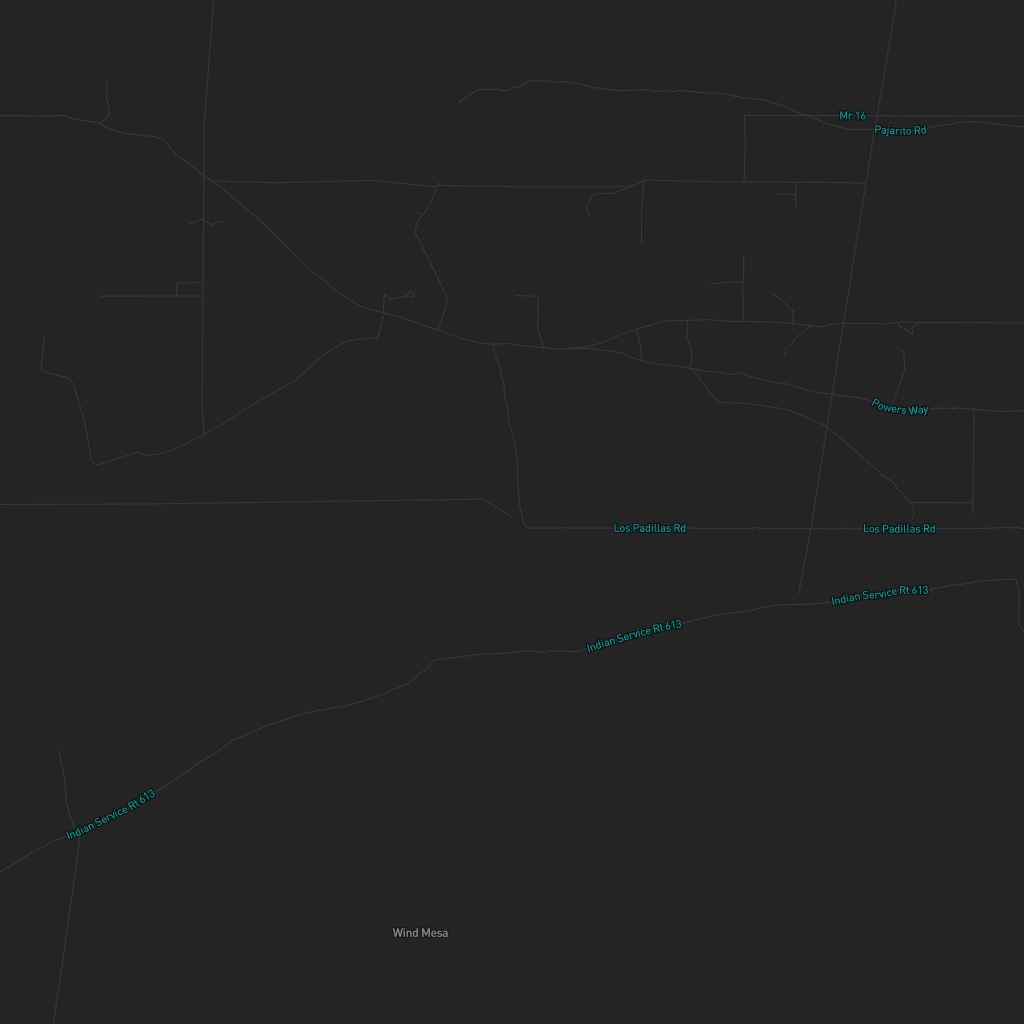 Mr 16
Pajarito Rd
Powers Way
Los Padillas Rd
Los Padillas Rd
Indian Service Rt 613
Indian Service Rt 613
Indian Service Rt 613
Wind Mesa